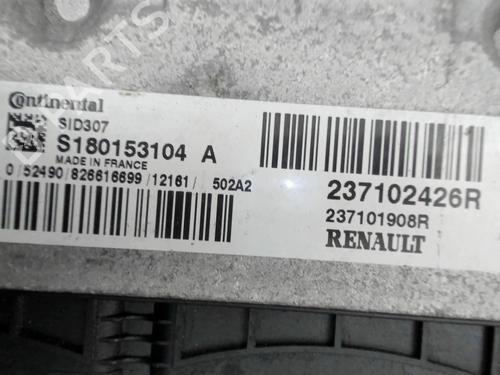 Continental
SID307
S180153104 A
MADE IN FRANCE
0/52490/826616699/12161/ 502A2
237102426R
237101908R
RENAULT